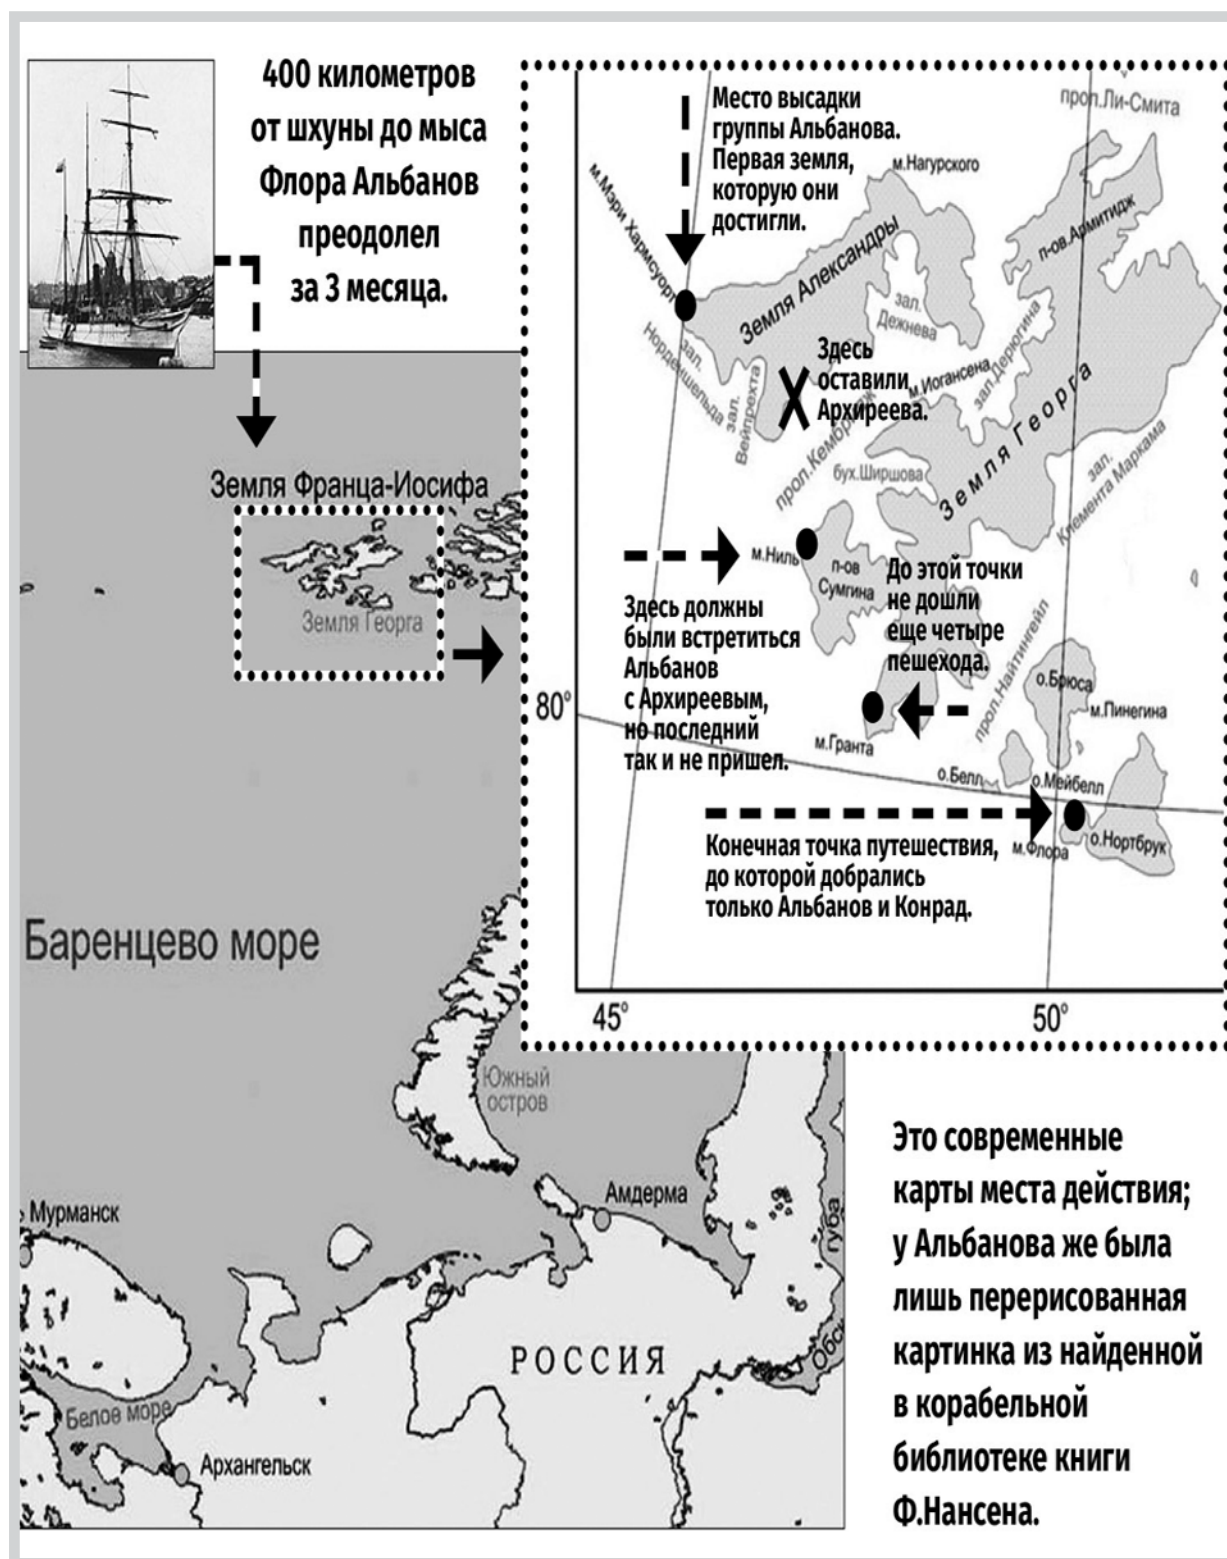 400 километров
от шхуны до мыса
Флора Альбанов
преодолел
за 3 месяца.
Место высадки
группы Альбанова.
Первая земля,
которую они
достигли.
прол.Ли-Смита
м.Нагурского
п-ов.Армитидж
м.Мэри Хармсуорт
Земля Александры
зал.
Дежнева
зал.
Норденшельда
зал.
Вейпрехта
Здесь
оставили
Архиреева.
м.Иогансена
зал.Дерюгина
прол.Кембридж
бух.Ширшова
Земля Георга
зал.
Клемента Маркама
м.Ниль
п-ов
Сумгина
До этой точки
не дошли
еще четыре
пешехода.
Здесь должны
были встретиться
Альбанов
с Архиреевым,
но последний
так и не пришел.
прол.Найтингейл
о.Брюса
м.Пинегина
80°
м.Гранта
о.Белл
о.Мейбелл
м.Флора
о.Нортбрук
Конечная точка путешествия,
до которой добрались
только Альбанов и Конрад.
45°
50°
Земля Франца-Иосифа
Земля Георга
Баренцево море
Южный
остров
Мурманск
Амдерма
губа
Обск
РОССИЯ
Белое море
Архангельск
Это современные
карты места действия;
у Альбанова же была
лишь перерисованная
картинка из найденной
в корабельной
библиотеке книги
Ф.Нансена.